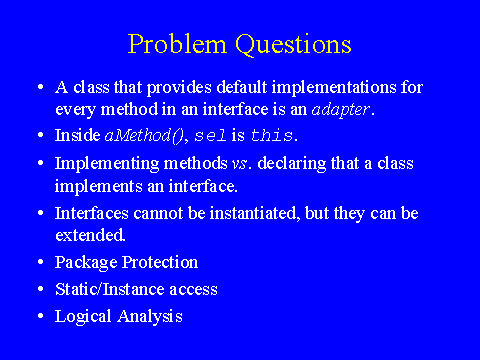 Problem Questions
• A class that provides default implementations for
every method in an interface is an adapter.
• Inside aMethod(), sel is this.
• Implementing methods vs. declaring that a class
implements an interface.
• Interfaces cannot be instantiated, but they can be
extended.
• Package Protection
• Static/Instance access
• Logical Analysis